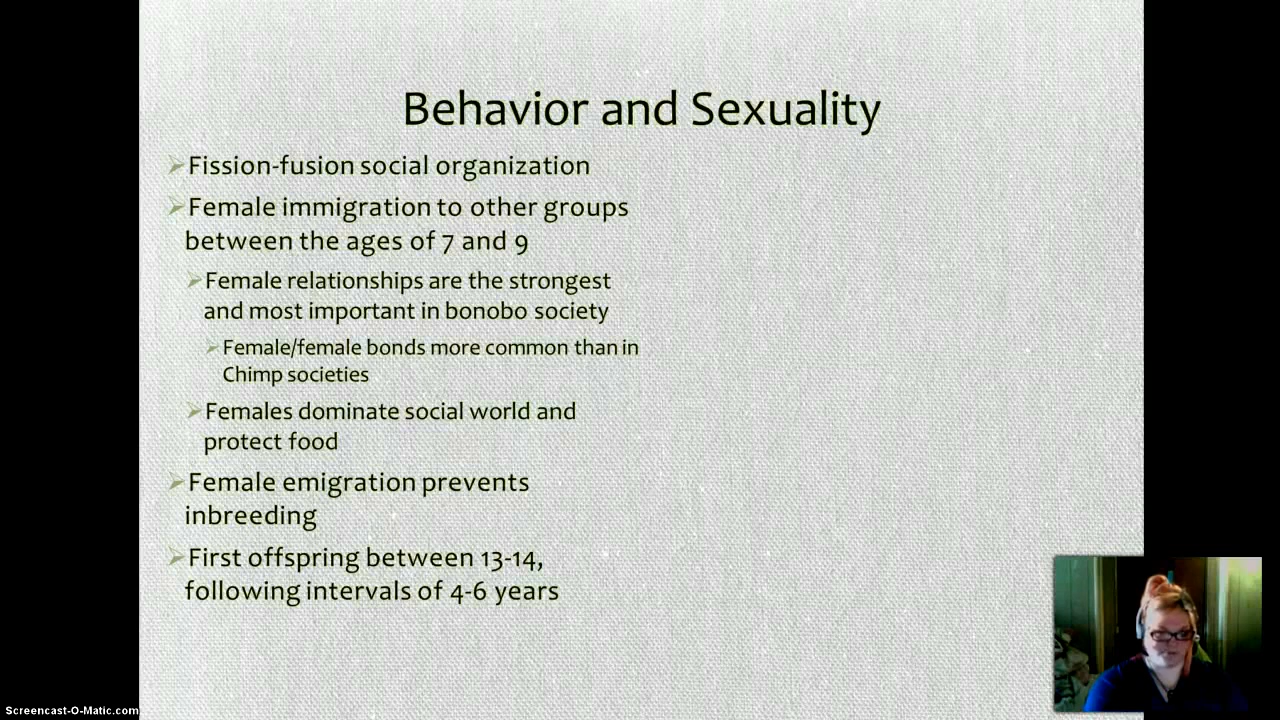 Behavior and Sexuality
Fission-fusion social organization
Female immigration to other groups
between the ages of 7 and 9
Female relationships are the strongest
and most important in bonobo society
Female/female bonds more common than in
Chimp societies
Females dominate social world and
protect food
Female emigration prevents
inbreeding
First offspring between 13-14,
following intervals of 4-6 years
Screencast-O-Matic.com